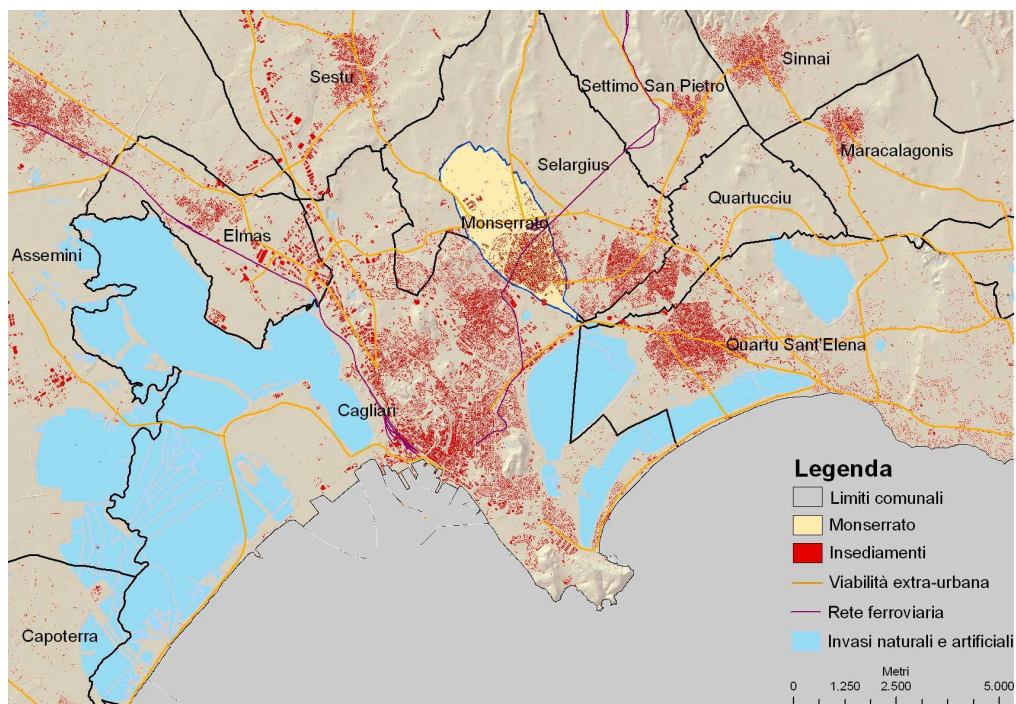 Sestu
Sinnai
Settimo San Pietro
Maracalagonis
Selargius
Quartucciu
Monserrato
Elmas
Assemini
Quartu Sant'Elena
Cagliari
Capoterra
Legenda
Limiti comunali
Monserrato
Insediamenti
Viabilità extra-urbana
Rete ferroviaria
Invasi naturali e artificiali
Metri
0 1.250 2.500 5.000